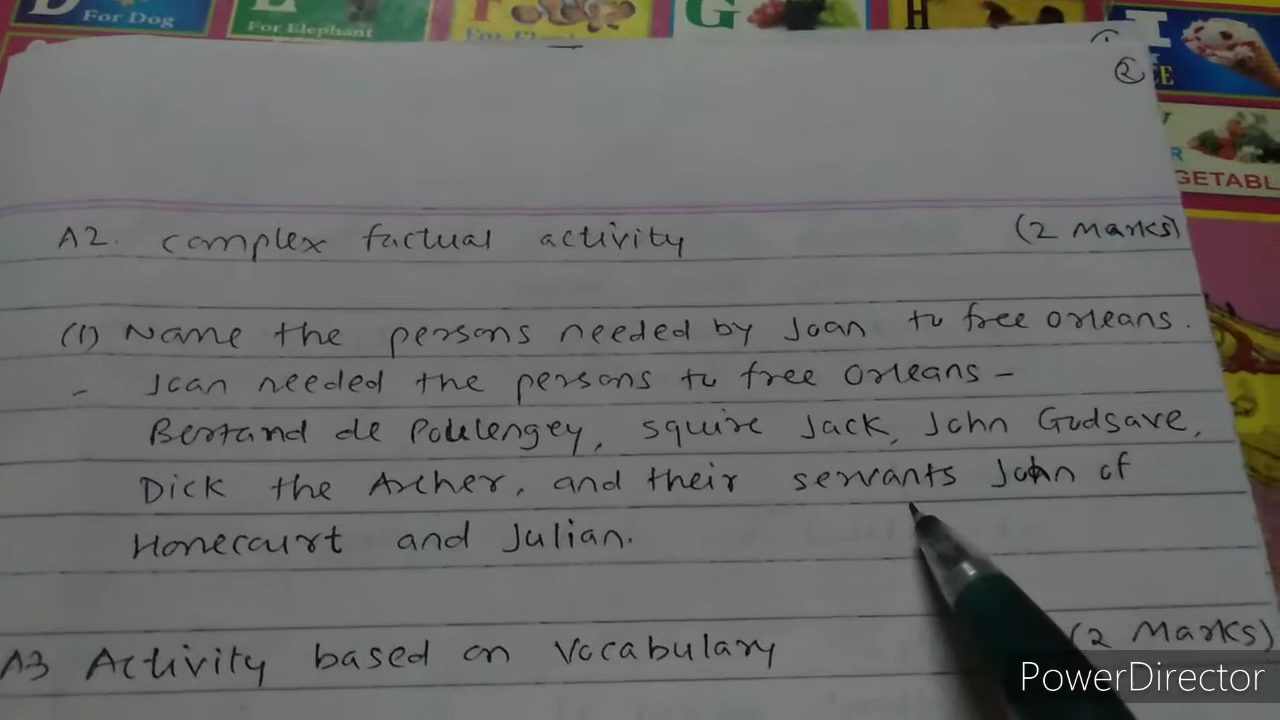 D For Dog
E For Elephant
F
G
H
I
②
R
GETABL
A2. complex factual activity (2 Marks)
(1) Name the persons needed by Joan to free orleans.
- Joan needed the persons to free Orleans -
Bertand de Poulengey, squire Jack, John Godsave,
Dick the Archer, and their servants John of
Honecourt and Julian.
A3 Activity based on Vocabulary (2 Marks)
PowerDirector